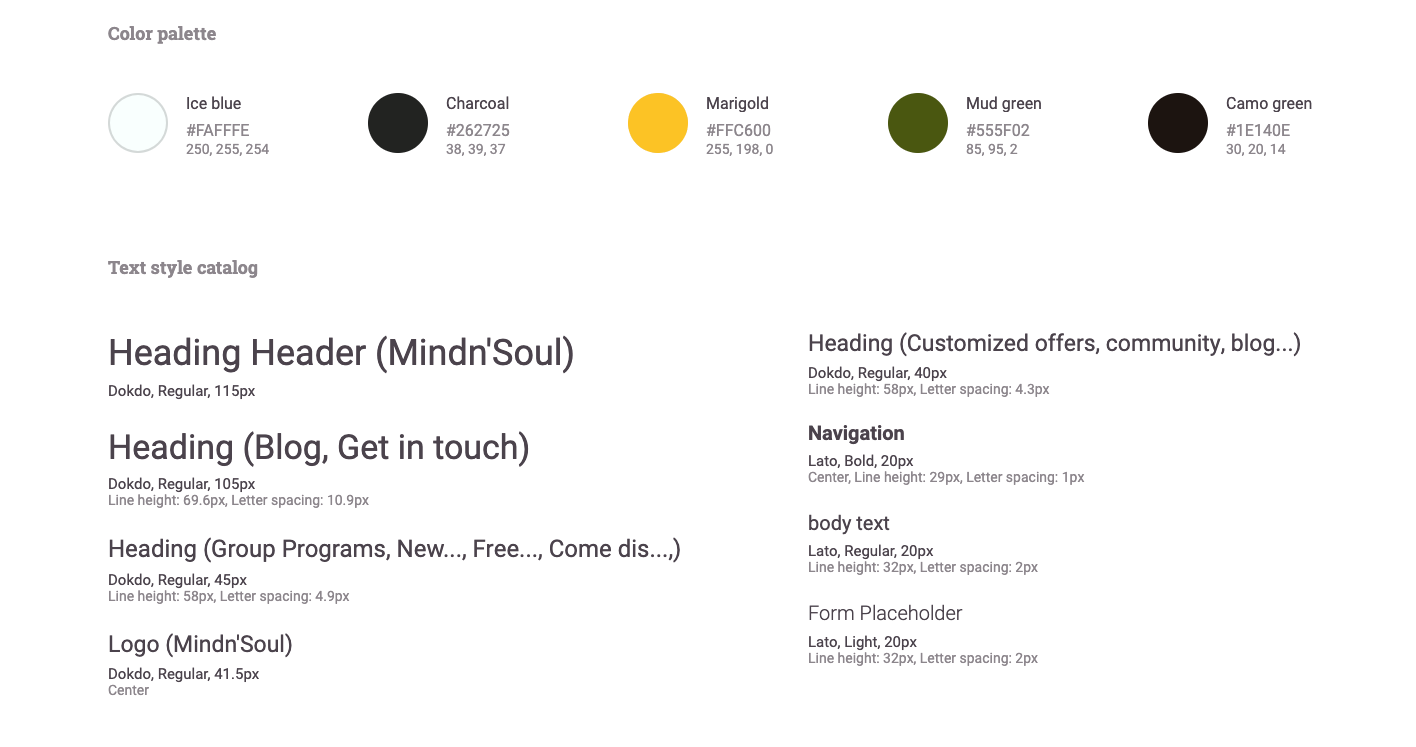 Color palette
Ice blue
#FAFFFE
250, 255, 254
Charcoal
#262725
38, 39, 37
Marigold
#FFC600
255, 198, 0
Mud green
#555F02
85, 95, 2
Camo green
#1E140E
30, 20, 14
Text style catalog
Heading Header (Mindn'Soul)
Dokdo, Regular, 115px
Heading (Blog, Get in touch)
Dokdo, Regular, 105px
Line height: 69.6px, Letter spacing: 10.9px
Heading (Group Programs, New..., Free..., Come dis...,)
Dokdo, Regular, 45px
Line height: 58px, Letter spacing: 4.9px
Logo (Mindn'Soul)
Dokdo, Regular, 41.5px
Center
Heading (Customized offers, community, blog...)
Dokdo, Regular, 40px
Line height: 58px, Letter spacing: 4.3px
Navigation
Lato, Bold, 20px
Center, Line height: 29px, Letter spacing: 1px
body text
Lato, Regular, 20px
Line height: 32px, Letter spacing: 2px
Form Placeholder
Lato, Light, 20px
Line height: 32px, Letter spacing: 2px